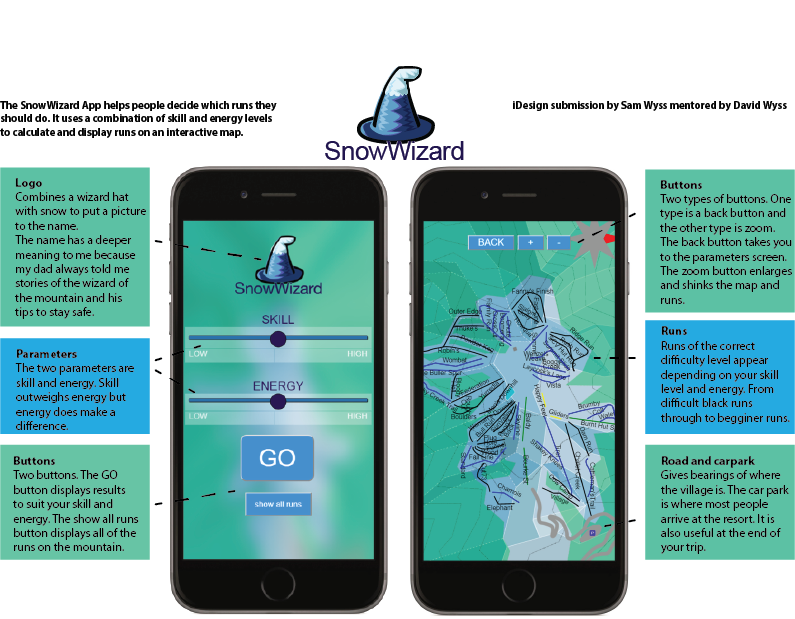 The SnowWizard App helps people decide which runs they
should do. It uses a combination of skill and energy levels
to calculate and display runs on an interactive map.
SnowWizard
iDesign submission by Sam Wyss mentored by David Wyss
Logo
Combines a wizard hat
with snow to put a picture
to the name.
The name has a deeper
meaning to me because
my dad always told me
stories of the wizard of
the mountain and his
tips to stay safe.
Parameters
The two parameters are
skill and energy. Skill
outweighs energy but
energy does make a
difference.
Buttons
Two buttons. The GO
button displays results
to suit your skill and
energy. The show all runs
button displays all of the
runs on the mountain.
SnowWizard
SKILL
LOW HIGH
ENERGY
LOW HIGH
GO
show all runs
BACK + -
Fanny's Finish
Outer Edge
Wombat
Vista
Brumby
Burnt Hut S
Boulders
Village
Elephant
Buttons
Two types of buttons. One
type is a back button and
the other type is zoom.
The back button takes you
to the parameters screen.
The zoom button enlarges
and shinks the map and
runs.
Runs
Runs of the correct
difficulty level appear
depending on your skill
level and energy. From
difficult black runs
through to begginer runs.
Road and carpark
Gives bearings of where
the village is. The car park
is where most people
arrive at the resort. It is
also useful at the end of
your trip.